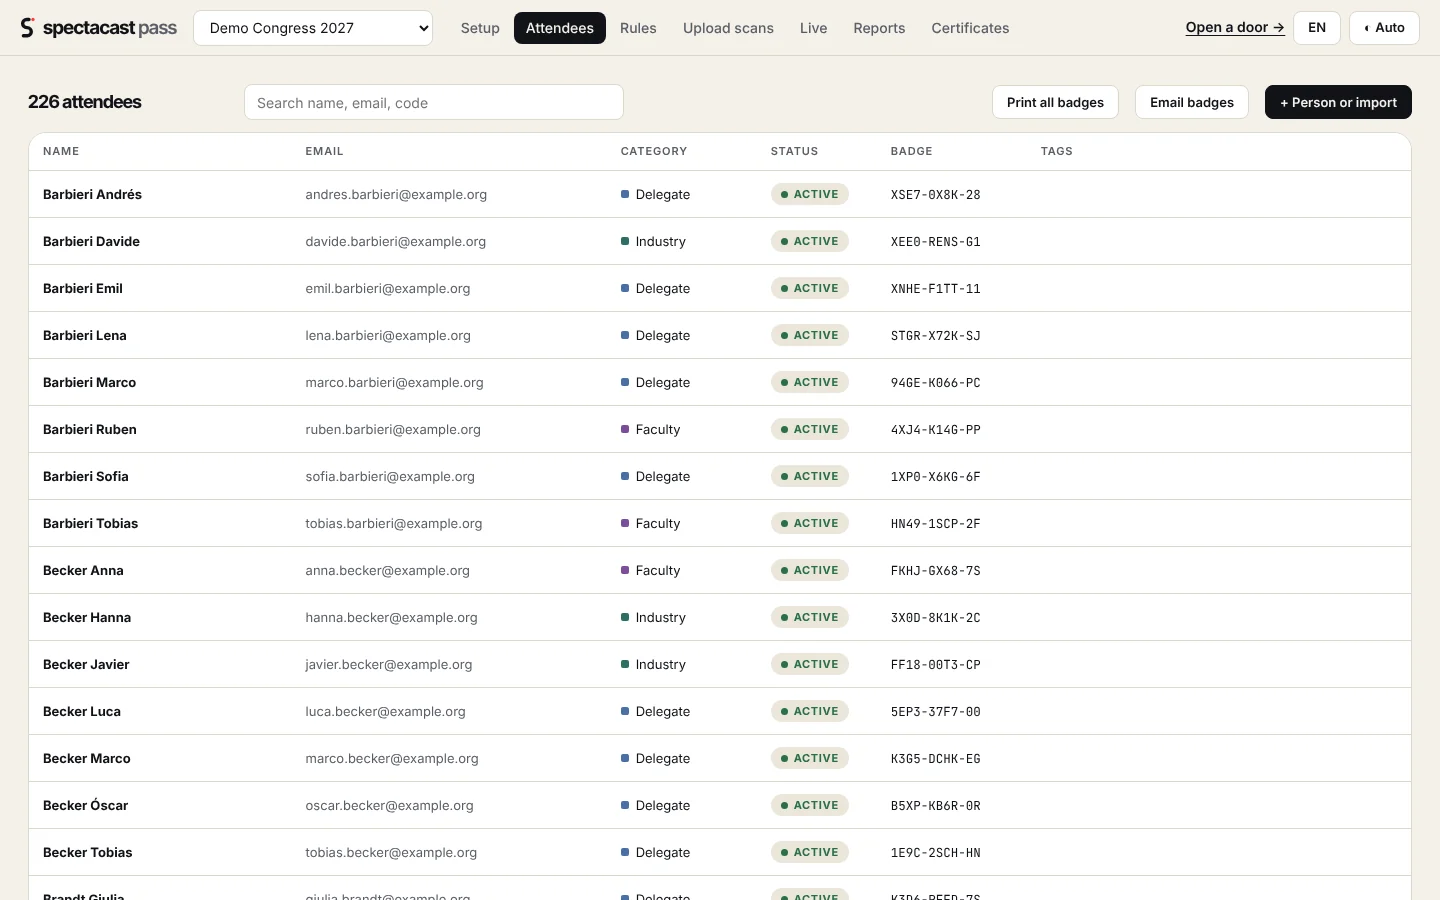 spectacast pass Demo Congress 2027 Setup Attendees Rules Upload scans Live Reports Certificates Open a door → EN Auto
226 attendees Search name, email, code Print all badges Email badges + Person or import
NAME EMAIL CATEGORY STATUS BADGE TAGS
Barbieri Andrés andres.barbieri@example.org Delegate ACTIVE XSE7-0X8K-28
Barbieri Davide davide.barbieri@example.org Industry ACTIVE XEE0-RENS-G1
Barbieri Emil emil.barbieri@example.org Delegate ACTIVE XNHE-F1TT-11
Barbieri Lena lena.barbieri@example.org Delegate ACTIVE STGR-X72K-SJ
Barbieri Marco marco.barbieri@example.org Delegate ACTIVE 94GE-K066-PC
Barbieri Ruben ruben.barbieri@example.org Faculty ACTIVE 4XJ4-K14G-PP
Barbieri Sofia sofia.barbieri@example.org Delegate ACTIVE 1XP0-X6KG-6F
Barbieri Tobias tobias.barbieri@example.org Faculty ACTIVE HN49-1SCP-2F
Becker Anna anna.becker@example.org Faculty ACTIVE FKHJ-GX68-7S
Becker Hanna hanna.becker@example.org Industry ACTIVE 3X0D-8K1K-2C
Becker Javier javier.becker@example.org Industry ACTIVE FF18-00T3-CP
Becker Luca luca.becker@example.org Delegate ACTIVE 5EP3-37F7-00
Becker Marco marco.becker@example.org Delegate ACTIVE K3G5-DCHK-EG
Becker Óscar oscar.becker@example.org Delegate ACTIVE B5XP-KB6R-0R
Becker Tobias tobias.becker@example.org Delegate ACTIVE 1E9C-2SCH-HN
Brandt Giulia giulia.brandt@example.org Delegate ACTIVE